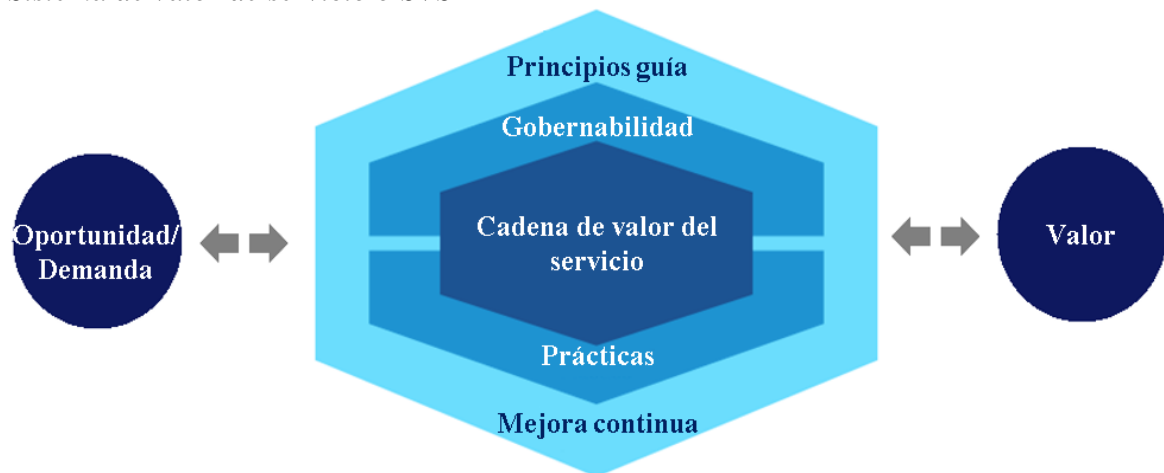 Principios guía
Gobernabilidad
Oportunidad/
Demanda
Cadena de valor del
servicio
Valor
Prácticas
Mejora continua